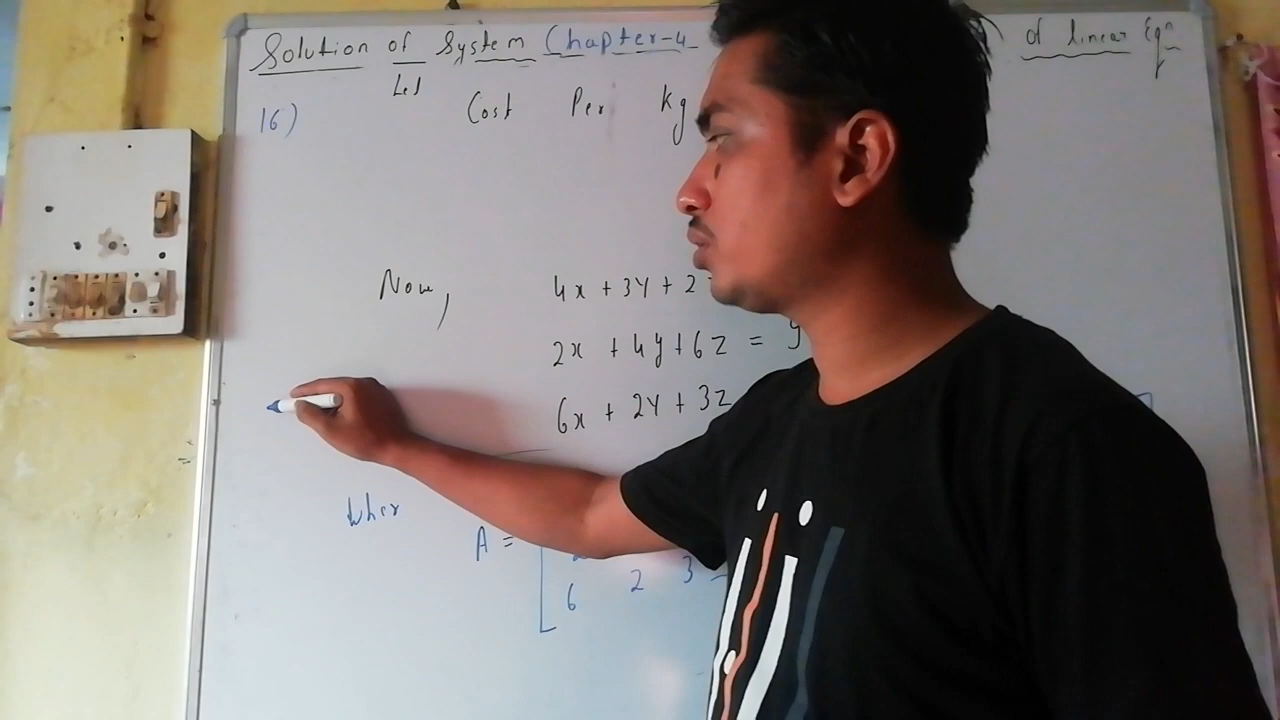 Solution of System Chapter-4 of linear Eqn
Let
16) Cost Per kg
Now, 4x + 3y + 2
2x + 4y + 6z = 9
6x + 2y + 3z
wher
A =
6 2 3